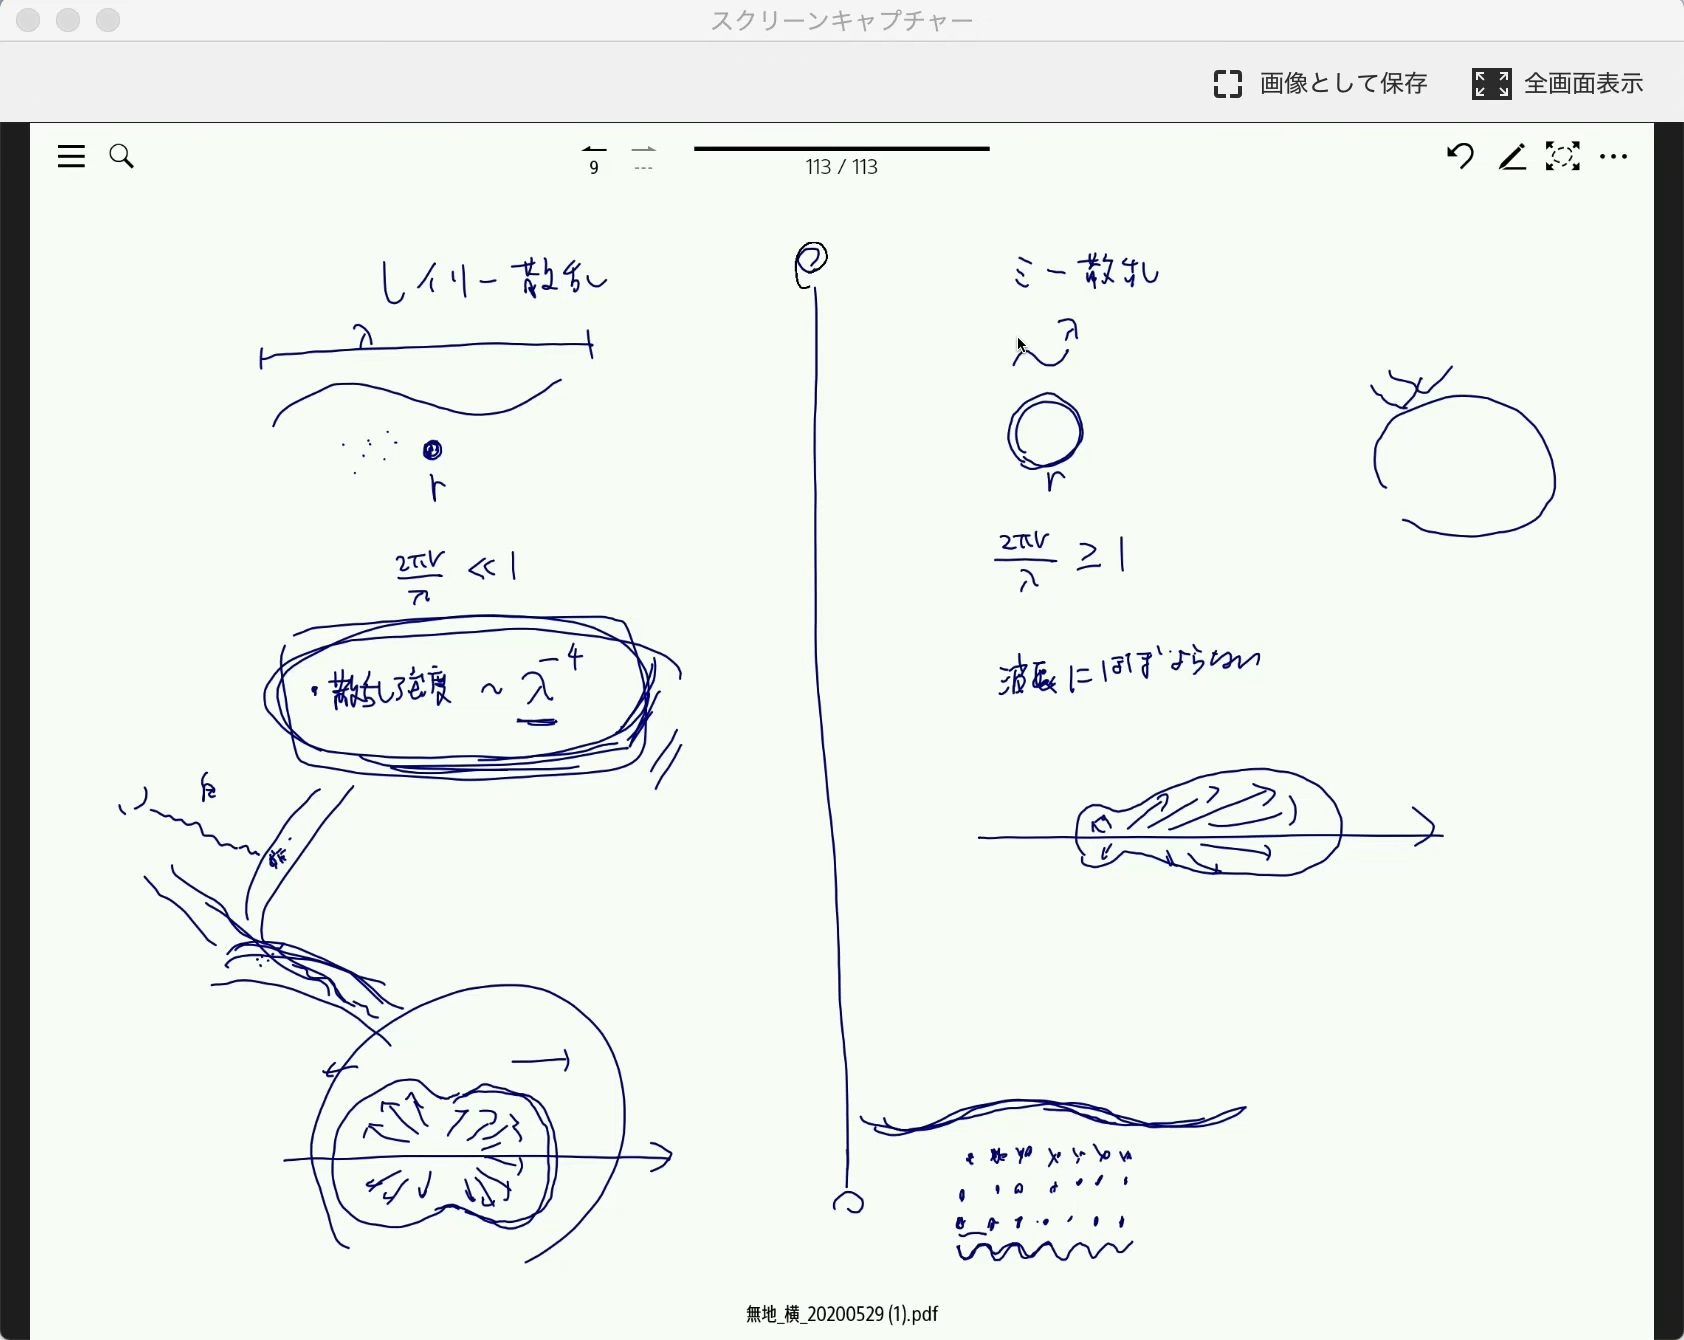 スクリーンキャプチャー
画像として保存
全画面表示
9
---
113 / 113
レイリー散乱
λ
r
2πr/λ ≪ 1
・散乱強度 ~ λ^-4
ミー散乱
λ
r
2πr/λ ≥ 1
波長にほぼよらない
無地_横_20200529 (1).pdf